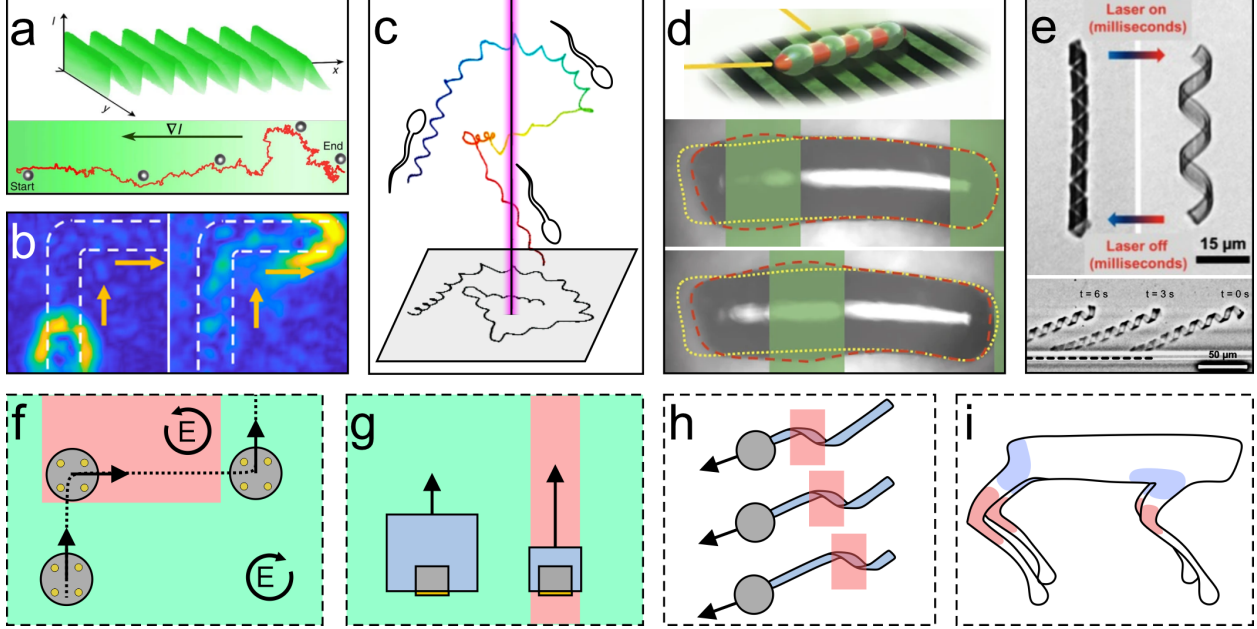 a
I
x
y
∇I
Start
End
b
c
d
e
Laser on
(milliseconds)
Laser off
(milliseconds)
15 µm
t=6 s
t=3 s
t=0 s
50 µm
f
E
E
g
h
i